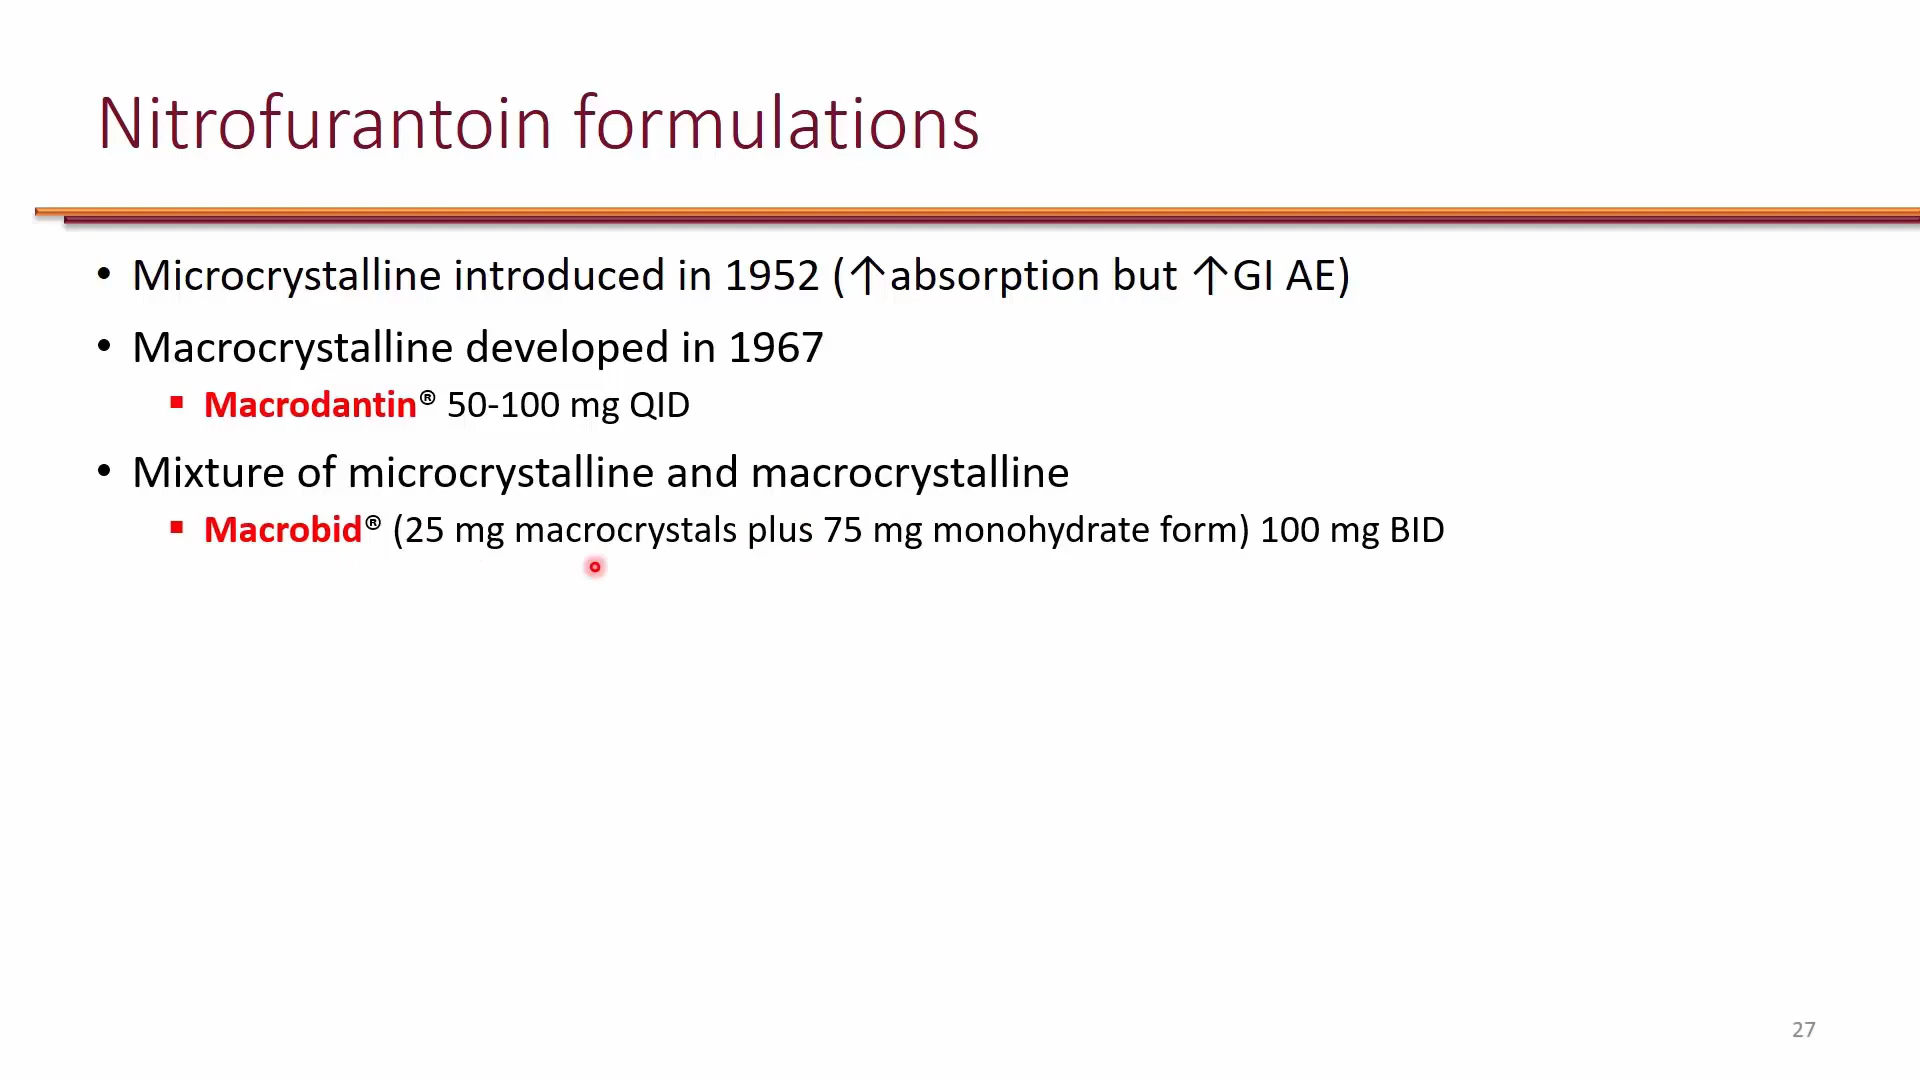 Nitrofurantoin formulations
• Microcrystalline introduced in 1952 (↑absorption but ↑GI AE)
• Macrocrystalline developed in 1967
▪ Macrodantin® 50-100 mg QID
• Mixture of microcrystalline and macrocrystalline
▪ Macrobid® (25 mg macrocrystals plus 75 mg monohydrate form) 100 mg BID
27